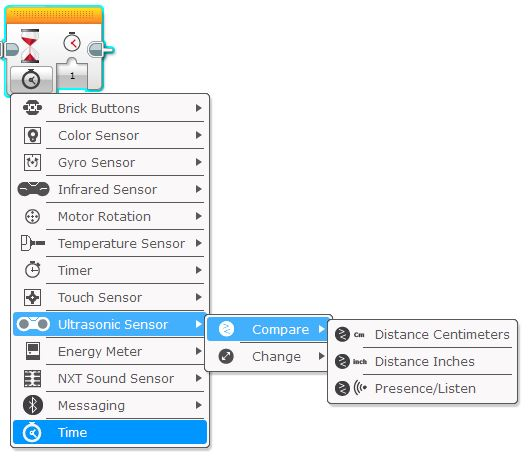 1
Brick Buttons
Color Sensor
Gyro Sensor
Infrared Sensor
Motor Rotation
Temperature Sensor
Timer
Touch Sensor
Ultrasonic Sensor
Energy Meter
NXT Sound Sensor
Messaging
Time
Compare
Change
Cm Distance Centimeters
Inch Distance Inches
Presence/Listen